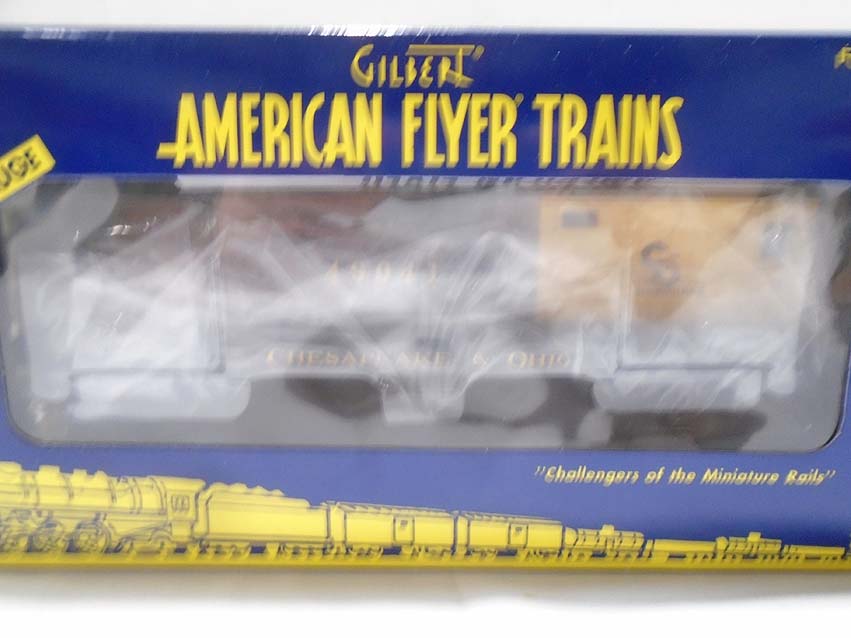 GILBERT
AMERICAN FLYER TRAINS
CHESAPEAKE & OHIO
"Challengers of the Miniature Rails"